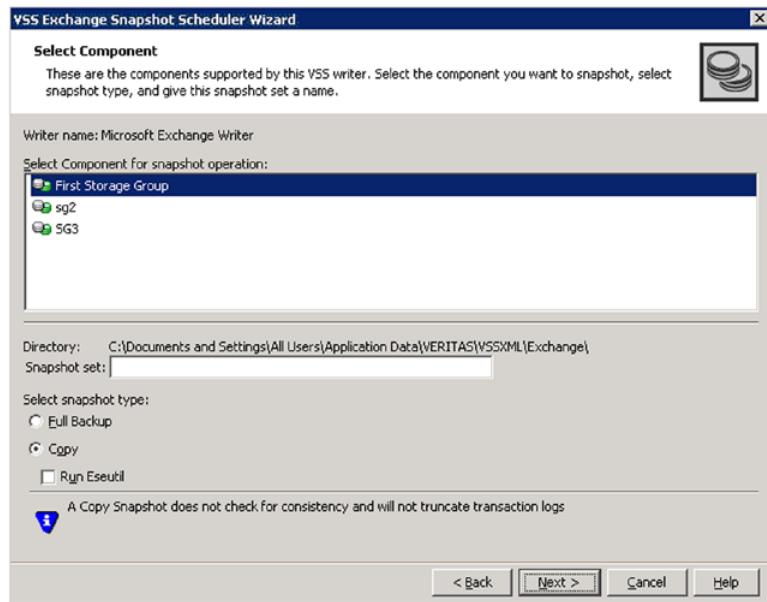 VSS Exchange Snapshot Scheduler Wizard
Select Component
These are the components supported by this VSS writer. Select the component you want to snapshot, select
snapshot type, and give this snapshot set a name.
Writer name: Microsoft Exchange Writer
Select Component for snapshot operation:
First Storage Group
sg2
SG3
Directory: C:\Documents and Settings\All Users\Application Data\VERITAS\VSSXML\Exchange\
Snapshot set:
Select snapshot type:
Full Backup
Copy
Run Eseutil
A Copy Snapshot does not check for consistency and will not truncate transaction logs
< Back Next > Cancel Help